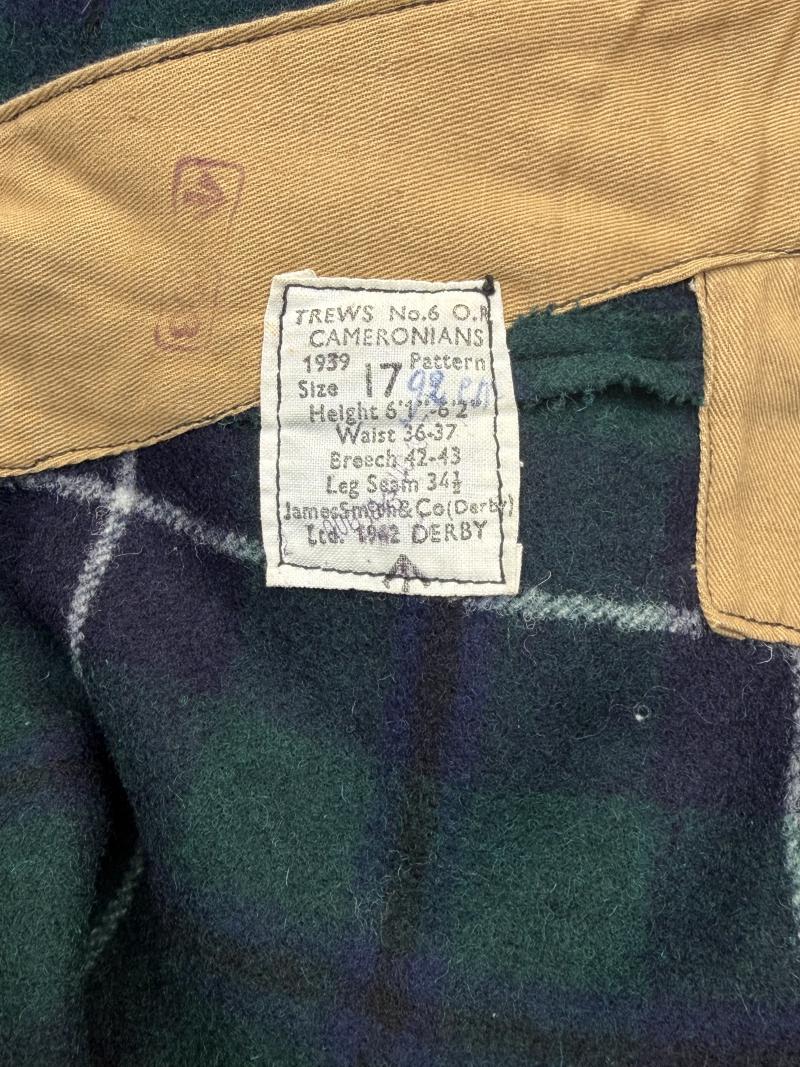 TREWS No.6 O.R
CAMERONIANS
1939 Pattern
Size 17 92
Height 6'1"-6'2"
Waist 36-37
Breech 42-43
Leg Seam 34½
James Smith & Co (Derby)
Ltd. 1942 DERBY